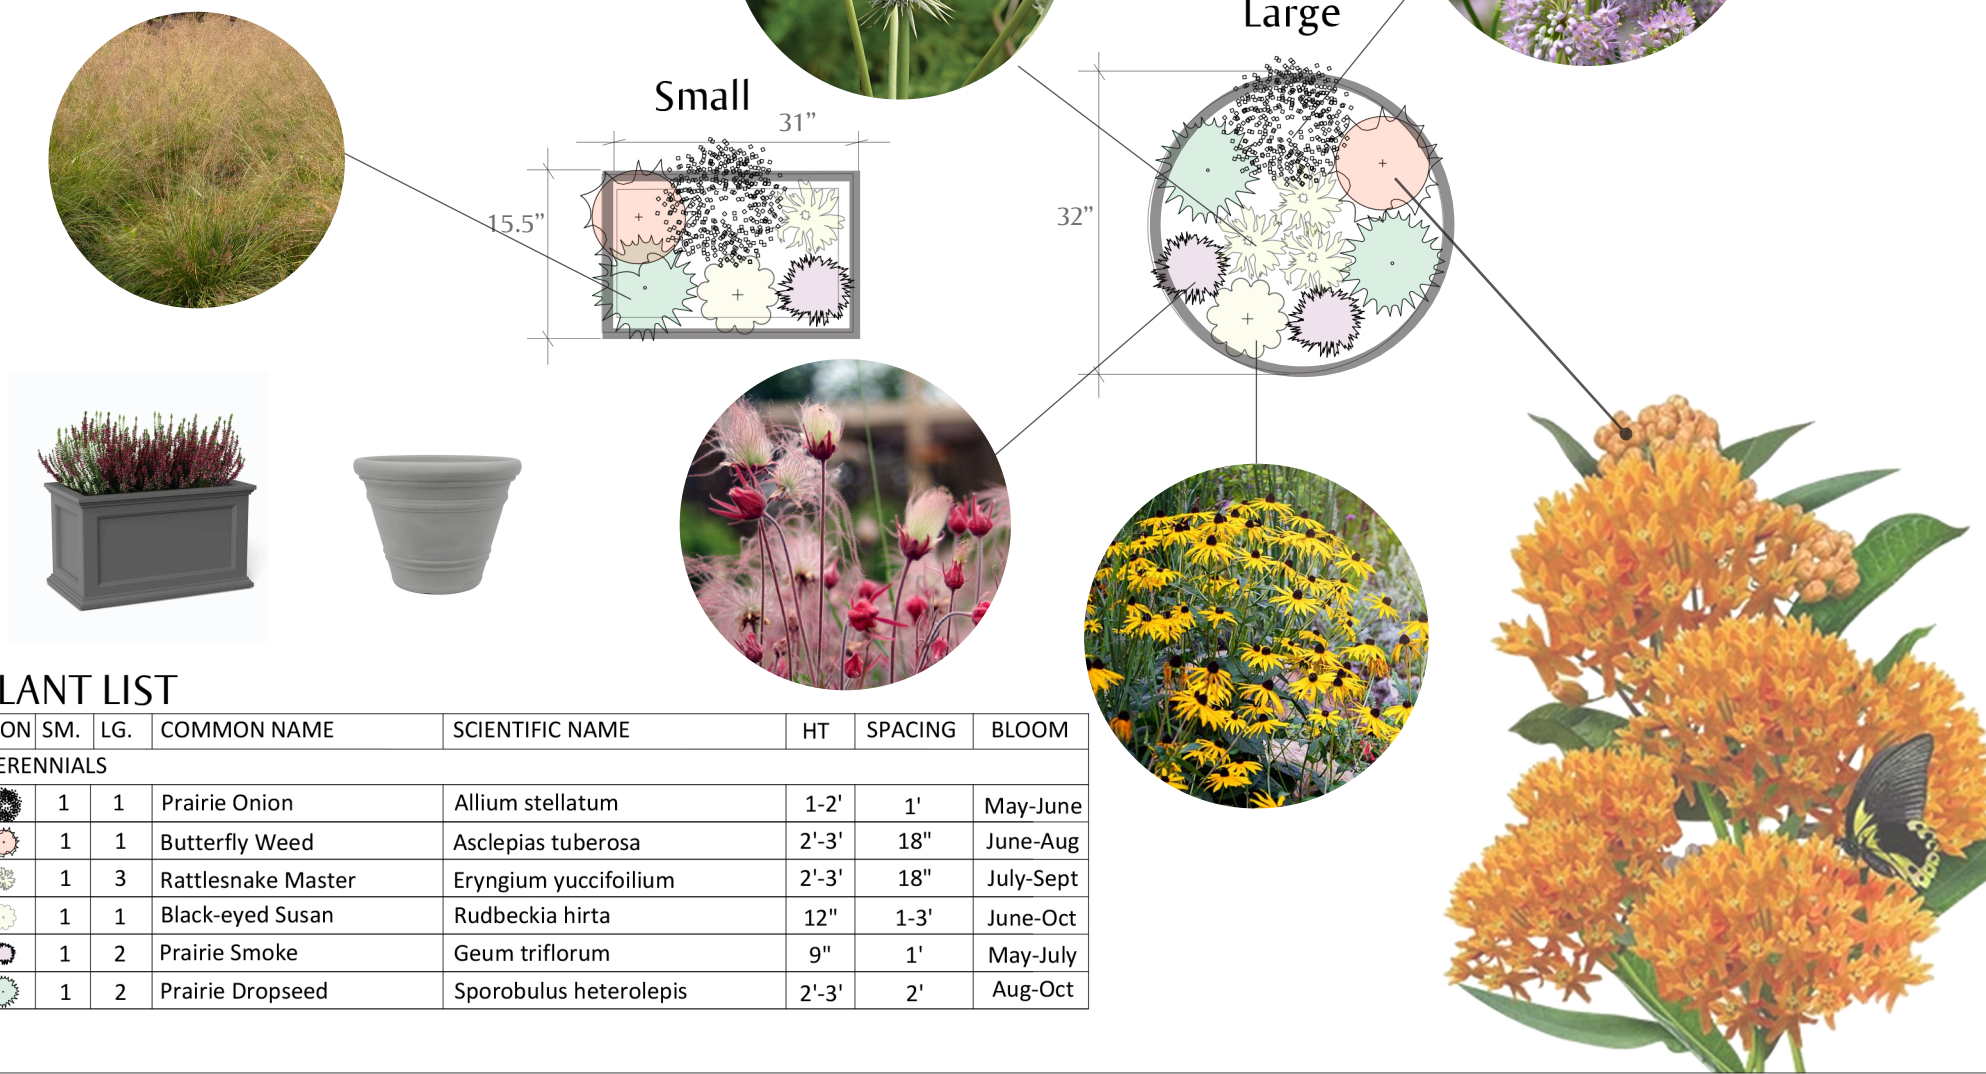 Large
Small
31”
15.5”
32”
LANT LIST
ON SM. LG. COMMON NAME SCIENTIFIC NAME HT SPACING BLOOM
ERENNIALS
1 1 Prairie Onion Allium stellatum 1-2' 1' May-June
1 1 Butterfly Weed Asclepias tuberosa 2'-3' 18" June-Aug
1 3 Rattlesnake Master Eryngium yuccifoilium 2'-3' 18" July-Sept
1 1 Black-eyed Susan Rudbeckia hirta 12" 1-3' June-Oct
1 2 Prairie Smoke Geum triflorum 9" 1' May-July
1 2 Prairie Dropseed Sporobulus heterolepis 2'-3' 2' Aug-Oct